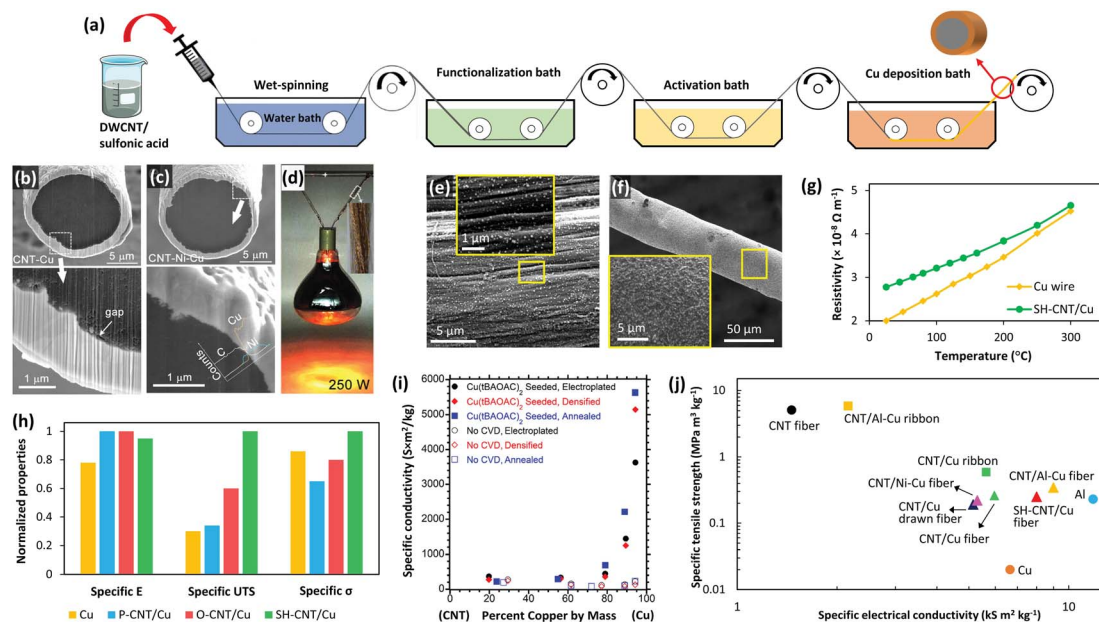 (a)
DWCNT/
sulfonic acid
Wet-spinning
Water bath
Functionalization bath
Activation bath
Cu deposition bath
(b)
CNT-Cu
5 μm
gap
1 μm
(c)
CNT-Ni-Cu
5 μm
Cu
C
Ni
Counts
1 μm
(d)
250 W
(e)
1 μm
5 μm
(f)
5 μm
50 μm
(g)
Resistivity (× 10⁻⁸ Ω m⁻¹)
5
4
3
2
0
100
200
300
Temperature (°C)
Cu wire
SH-CNT/Cu
(h)
Normalized properties
1
0.8
0.6
0.4
0.2
0
Specific E
Specific UTS
Specific σ
Cu
P-CNT/Cu
O-CNT/Cu
SH-CNT/Cu
(i)
Specific conductivity (S×m²/kg)
6000
5000
4000
3000
2000
1000
0
0
20
40
60
80
100
(CNT)
Percent Copper by Mass
(Cu)
Cu(tBAOAC)₂ Seeded, Electroplated
Cu(tBAOAC)₂ Seeded, Densified
Cu(tBAOAC)₂ Seeded, Annealed
No CVD, Electroplated
No CVD, Densified
No CVD, Annealed
(j)
Specific tensile strength (MPa m³ kg⁻¹)
10
1
0.1
0.01
1
10
Specific electrical conductivity (kS m² kg⁻¹)
CNT fiber
CNT/Al-Cu ribbon
CNT/Cu ribbon
CNT/Ni-Cu fiber
CNT/Al-Cu fiber
Al
CNT/Cu
drawn fiber
SH-CNT/Cu
fiber
CNT/Cu fiber
Cu